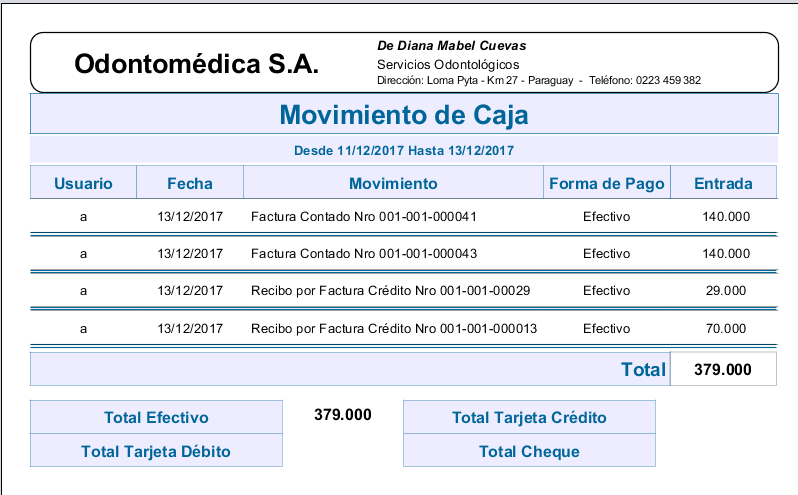 Odontomédica S.A.
De Diana Mabel Cuevas
Servicios Odontológicos
Dirección: Loma Pyta - Km 27 - Paraguay - Teléfono: 0223 459 382
Movimiento de Caja
Desde 11/12/2017 Hasta 13/12/2017
Usuario Fecha Movimiento Forma de Pago Entrada
a 13/12/2017 Factura Contado Nro 001-001-000041 Efectivo 140.000
a 13/12/2017 Factura Contado Nro 001-001-000043 Efectivo 140.000
a 13/12/2017 Recibo por Factura Crédito Nro 001-001-00029 Efectivo 29.000
a 13/12/2017 Recibo por Factura Crédito Nro 001-001-000013 Efectivo 70.000
Total 379.000
Total Efectivo 379.000 Total Tarjeta Crédito
Total Tarjeta Débito Total Cheque